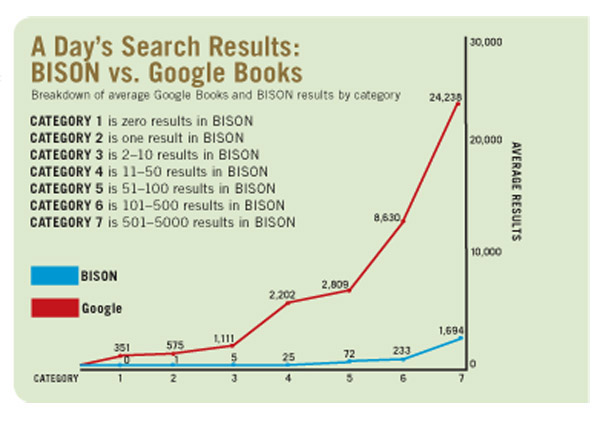 A Day's Search Results:
BISON vs. Google Books
Breakdown of average Google Books and BISON results by category
CATEGORY 1 is zero results in BISON
CATEGORY 2 is one result in BISON
CATEGORY 3 is 2–10 results in BISON
CATEGORY 4 is 11–50 results in BISON
CATEGORY 5 is 51–100 results in BISON
CATEGORY 6 is 101–500 results in BISON
CATEGORY 7 is 501–5000 results in BISON
BISON
Google
30,000
20,000
10,000
0
AVERAGE RESULTS
351
575
1,111
2,202
2,809
8,630
24,238
0
1
5
25
72
233
1,694
CATEGORY 1 2 3 4 5 6 7